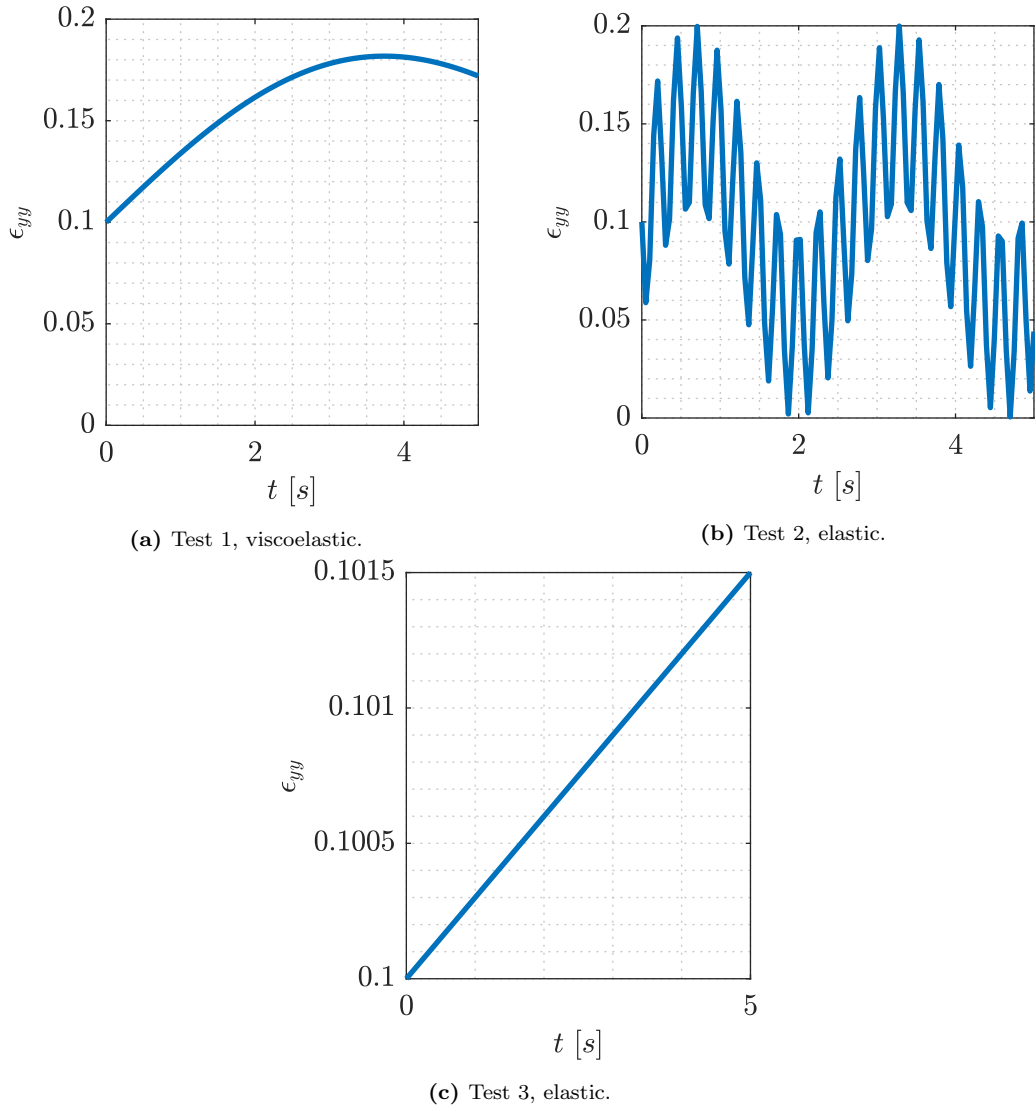 0.2
0.15
0.1
0.05
0
ϵyy
0 2 4
t [s]
(a) Test 1, viscoelastic.
0.2
0.15
0.1
0.05
0
ϵyy
0 2 4
t [s]
(b) Test 2, elastic.
0.1015
0.101
0.1005
0.1
ϵyy
0 5
t [s]
(c) Test 3, elastic.